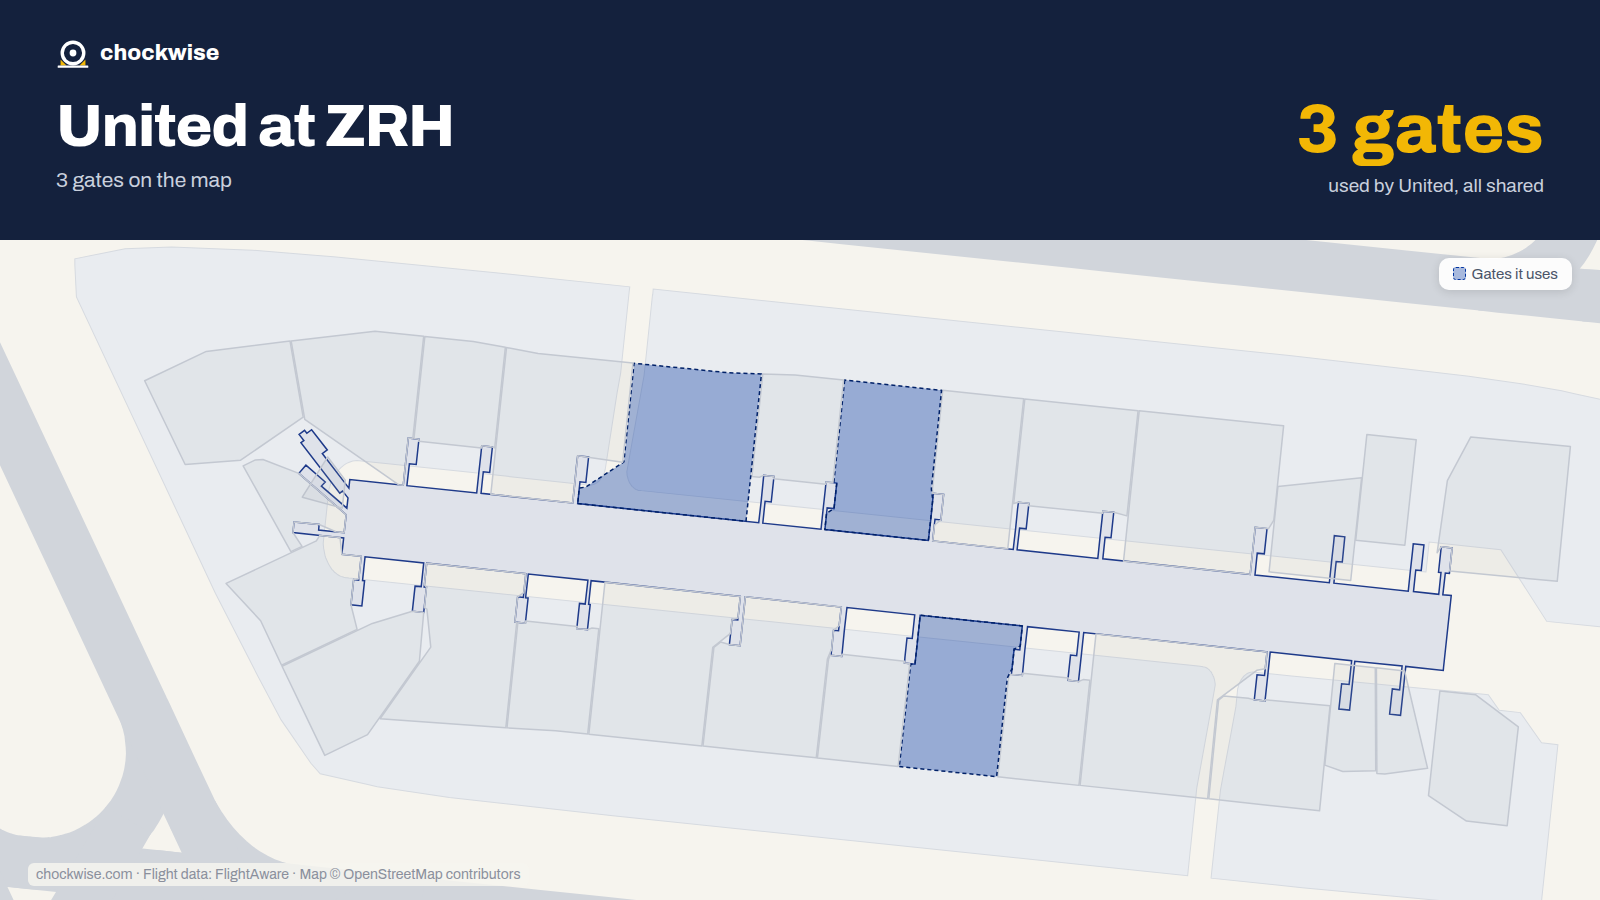 chockwise
United at ZRH
3 gates on the map
3 gates
used by United, all shared
Gates it uses
chockwise.com · Flight data: FlightAware · Map © OpenStreetMap contributors